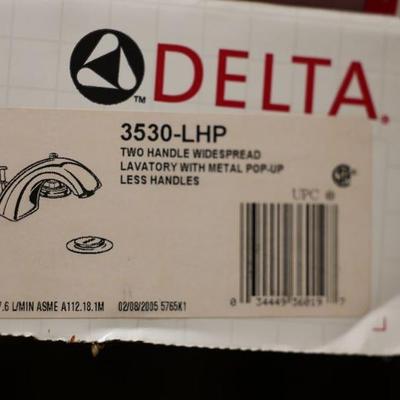 DELTA.
TM
3530-LHP
TWO HANDLE WIDESPREAD
LAVATORY WITH METAL POP-UP
LESS HANDLES
UPC ®
0 34449 36019 7
7.6 L/MIN ASME A112.18.1M 02/08/2005 5765K1